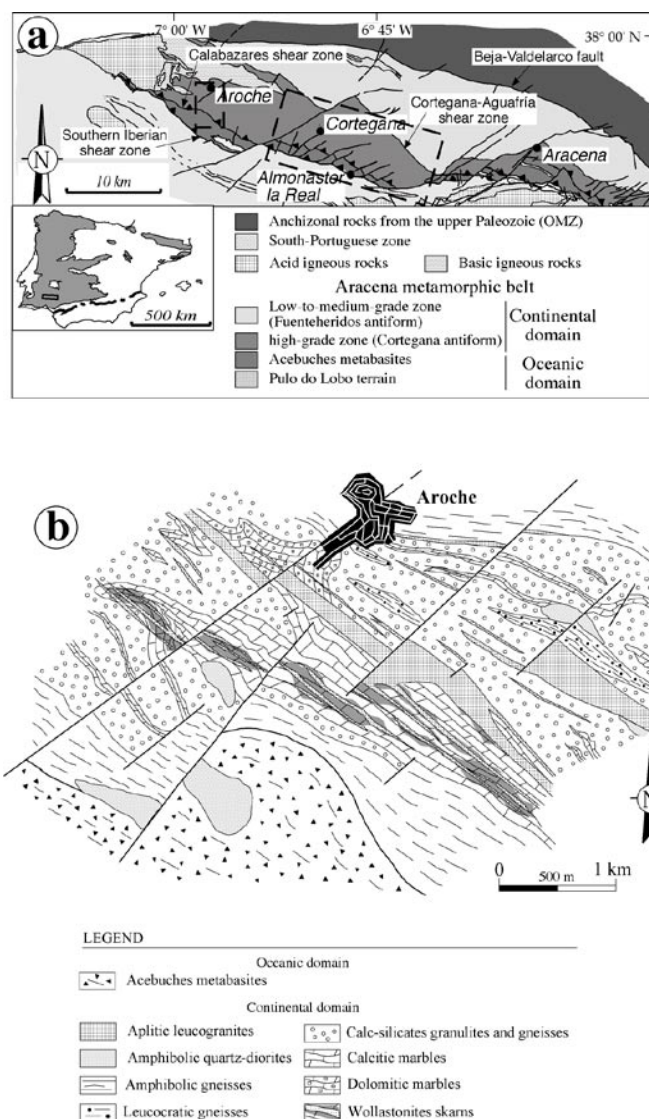 a
7° 00' W
6° 45' W
38° 00' N
Calabazares shear zone
Beja-Valdelarco fault
Aroche
Cortegana
Cortegana-Aguafría
shear zone
Southern Iberian
shear zone
Aracena
N
10 km
Almonaster
la Real
Anchizonal rocks from the upper Paleozoic (OMZ)
South-Portuguese zone
Acid igneous rocks
Basic igneous rocks
Aracena metamorphic belt
Low-to-medium-grade zone
(Fuenteheridos antiform)
Continental
domain
high-grade zone (Cortegana antiform)
Acebuches metabasites
Oceanic
domain
Pulo do Lobo terrain
500 km
b
Aroche
N
0
500 m
1 km
LEGEND
Oceanic domain
Acebuches metabasites
Continental domain
Aplitic leucogranites
Calc-silicates granulites and gneisses
Amphibolic quartz-diorites
Calcitic marbles
Amphibolic gneisses
Dolomitic marbles
Leucocratic gneisses
Wollastonites skarns